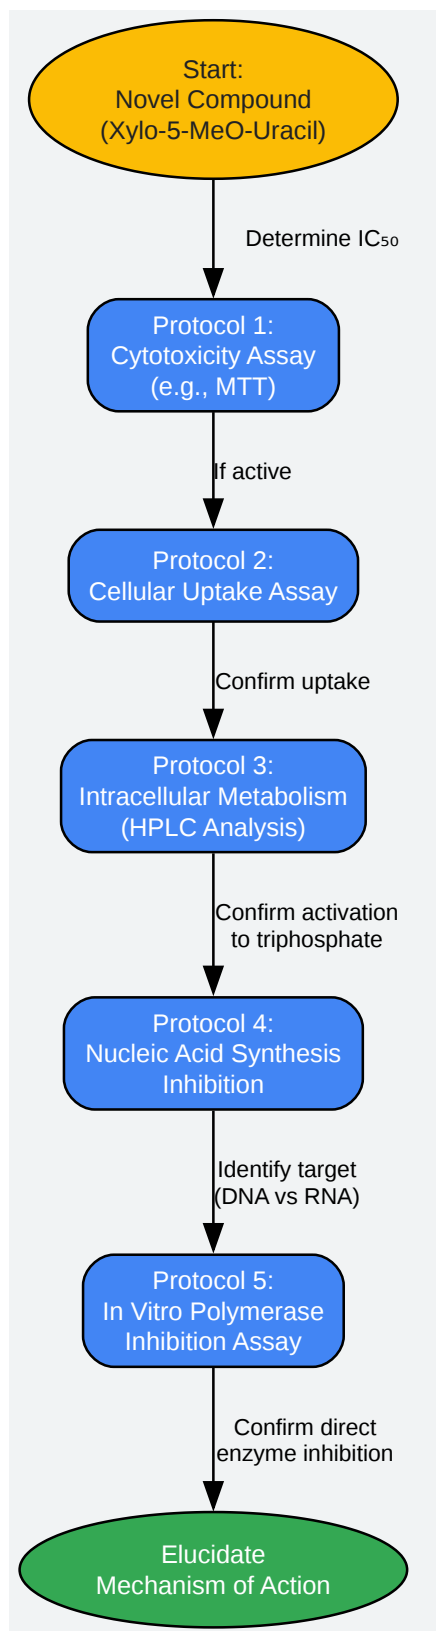 Start:
Novel Compound
(Xylo-5-MeO-Uracil)
Determine IC₅₀
Protocol 1:
Cytotoxicity Assay
(e.g., MTT)
If active
Protocol 2:
Cellular Uptake Assay
Confirm uptake
Protocol 3:
Intracellular Metabolism
(HPLC Analysis)
Confirm activation
to triphosphate
Protocol 4:
Nucleic Acid Synthesis
Inhibition
Identify target
(DNA vs RNA)
Protocol 5:
In Vitro Polymerase
Inhibition Assay
Confirm direct
enzyme inhibition
Elucidate
Mechanism of Action